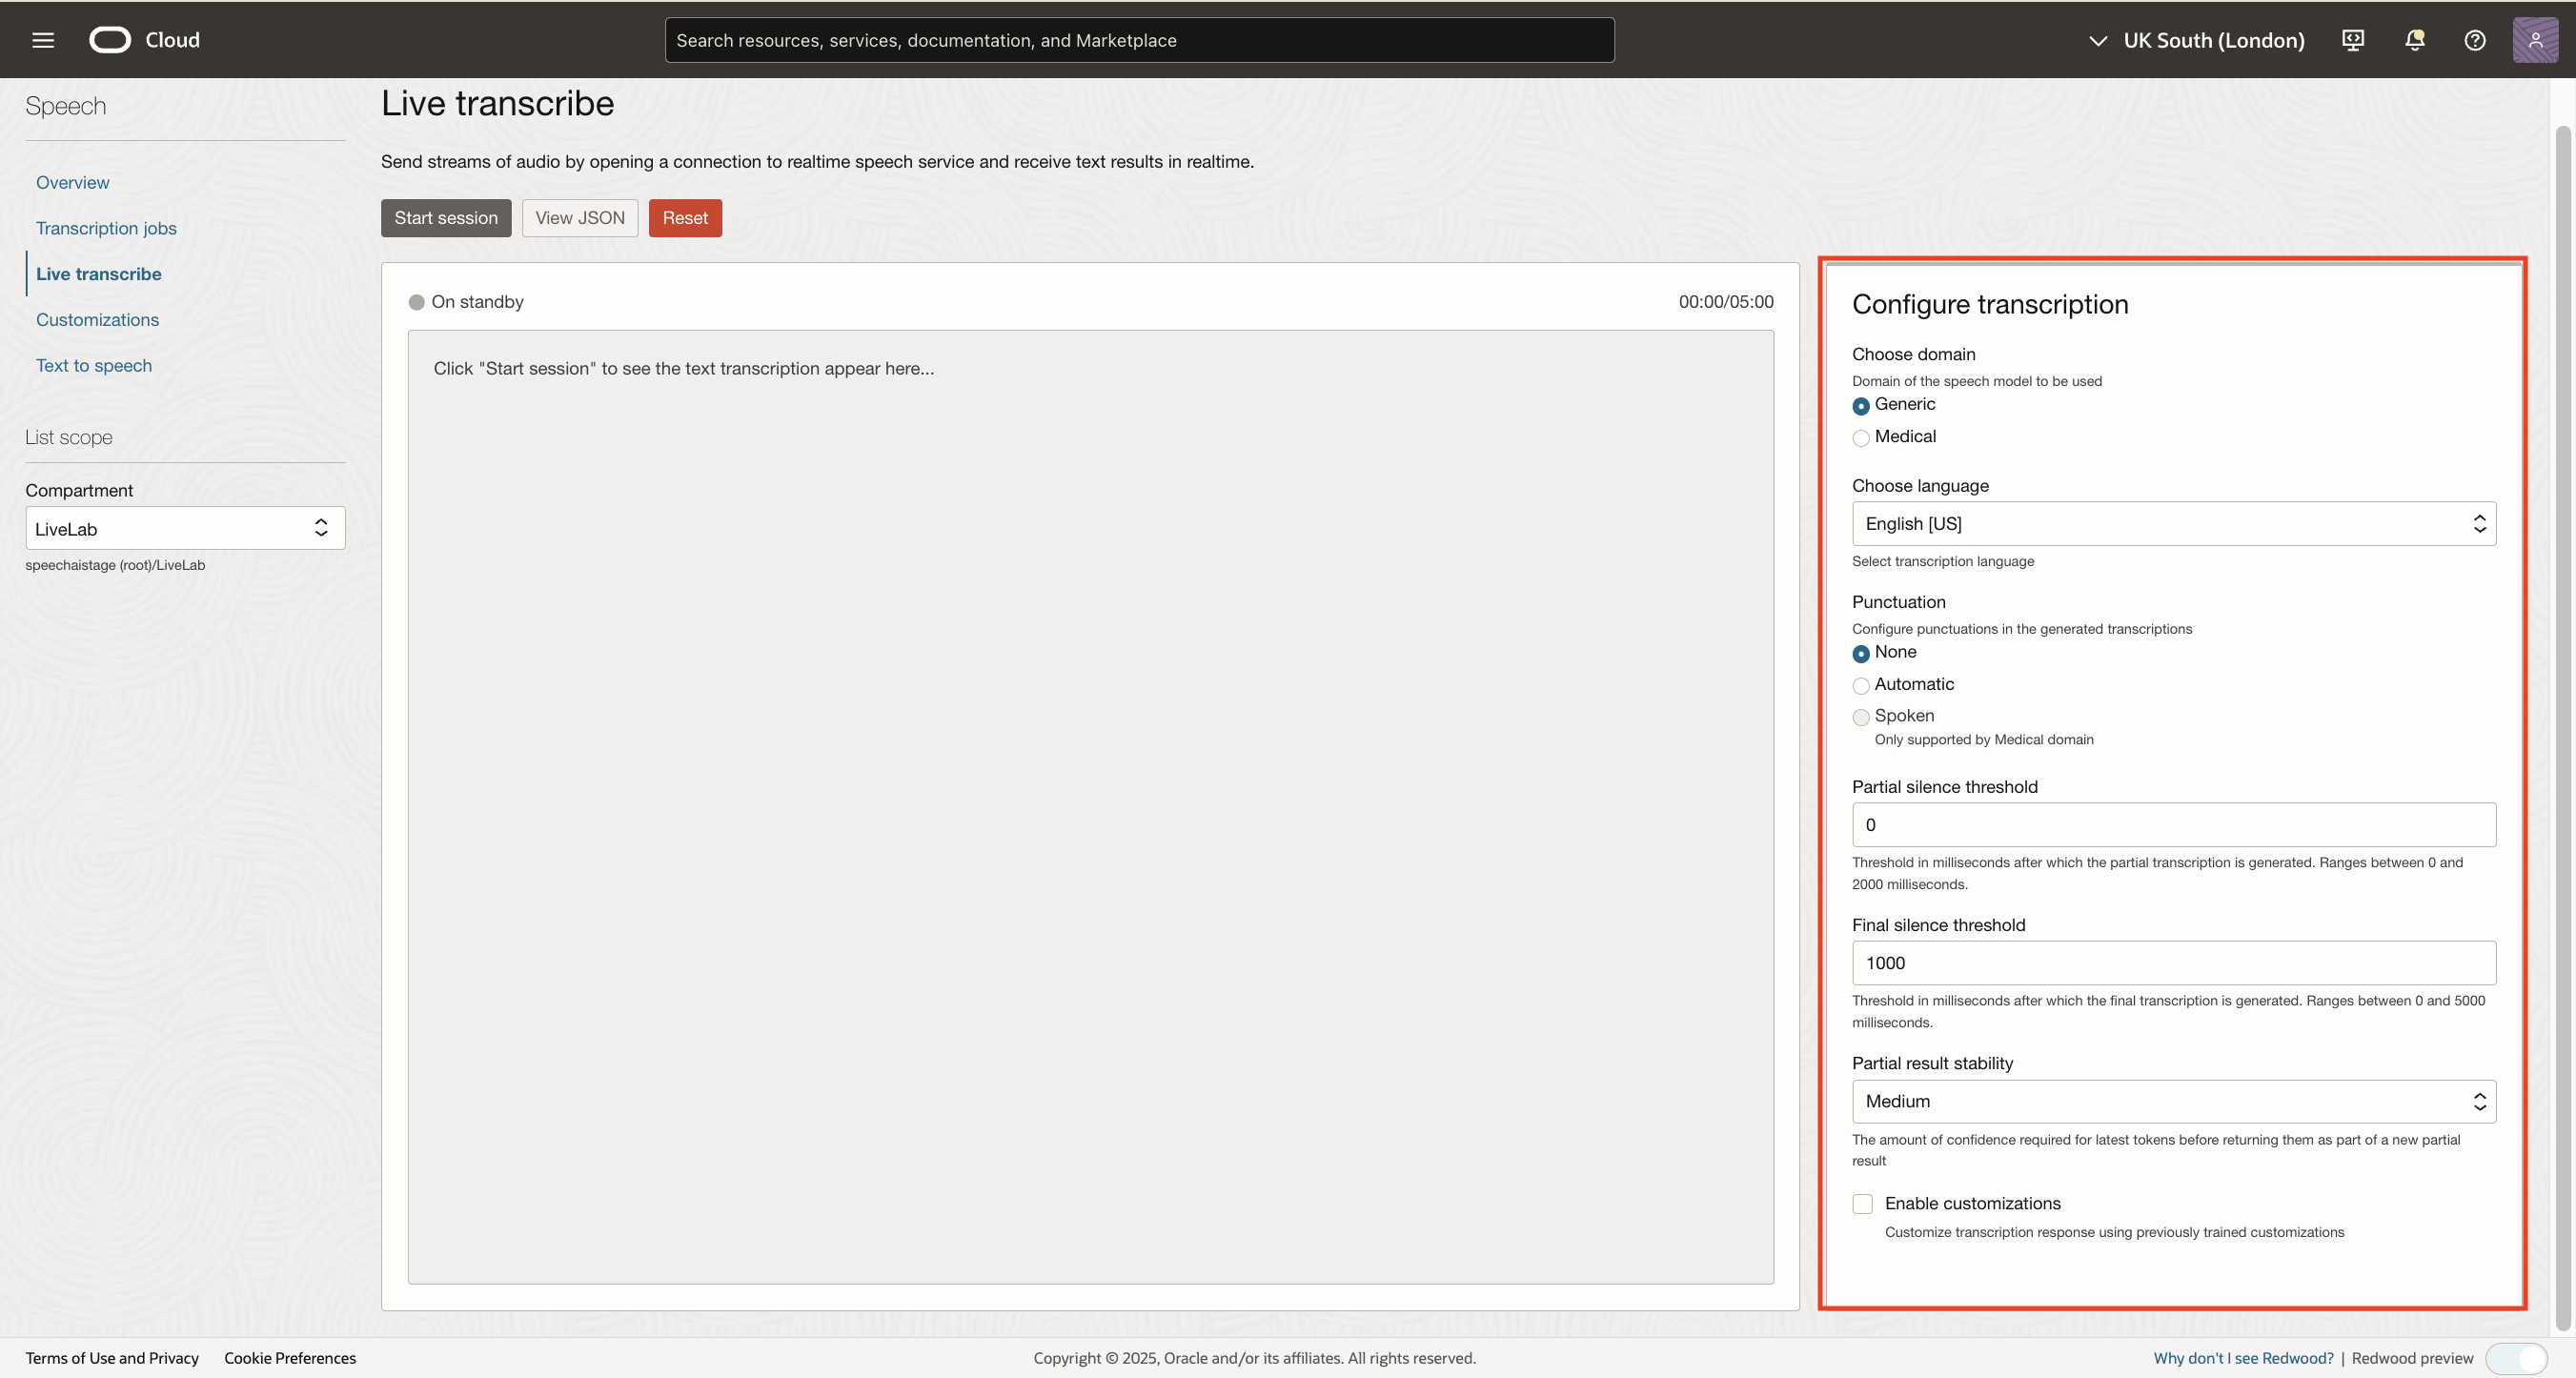 Cloud
Search resources, services, documentation, and Marketplace
UK South (London)
Speech
Overview
Transcription jobs
Live transcribe
Customizations
Text to speech
List scope
Compartment
LiveLab
speechaistage (root)/LiveLab
Live transcribe
Send streams of audio by opening a connection to realtime speech service and receive text results in realtime.
Start session
View JSON
Reset
On standby
00:00/05:00
Click "Start session" to see the text transcription appear here...
Configure transcription
Choose domain
Domain of the speech model to be used
Generic
Medical
Choose language
English [US]
Select transcription language
Punctuation
Configure punctuations in the generated transcriptions
None
Automatic
Spoken
Only supported by Medical domain
Partial silence threshold
0
Threshold in milliseconds after which the partial transcription is generated. Ranges between 0 and
2000 milliseconds.
Final silence threshold
1000
Threshold in milliseconds after which the final transcription is generated. Ranges between 0 and 5000
milliseconds.
Partial result stability
Medium
The amount of confidence required for latest tokens before returning them as part of a new partial
result
Enable customizations
Customize transcription response using previously trained customizations
Terms of Use and Privacy
Cookie Preferences
Copyright © 2025, Oracle and/or its affiliates. All rights reserved.
Why don't I see Redwood? | Redwood preview